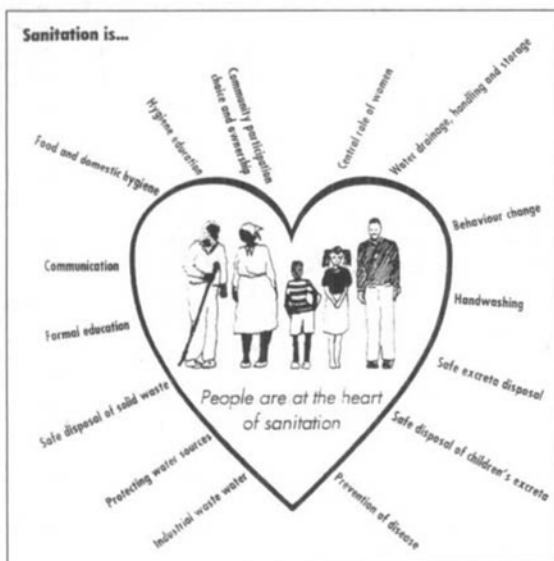 Sanitation is...
Food and domestic hygiene
Hygiene education
Community participation
choice and ownership
Central role of women
Water drainage, handling and storage
Behaviour change
Handwashing
Safe excreta disposal
Safe disposal of children's excreta
Prevention of disease
Industrial waste water
Protecting water sources
Safe disposal of solid waste
Formal education
Communication
People are at the heart
of sanitation